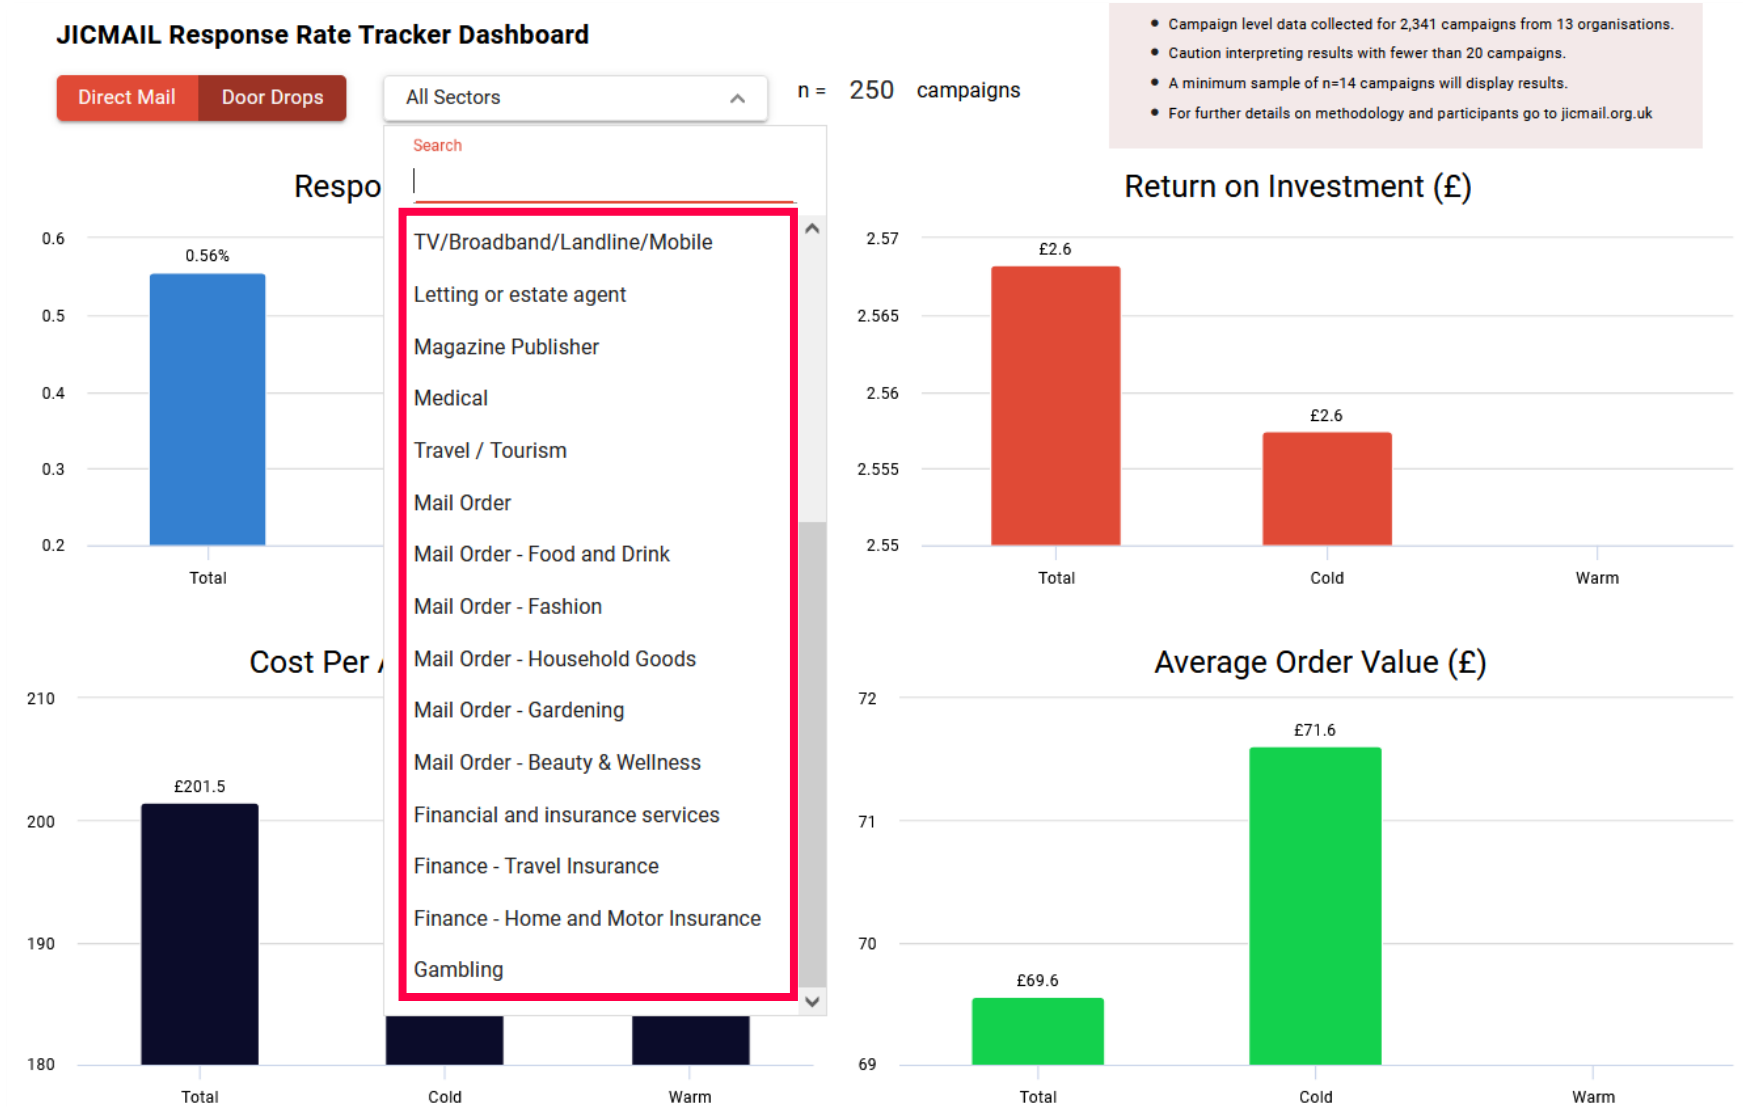 JICMAIL Response Rate Tracker Dashboard
Direct Mail
Door Drops
All Sectors
n = 250 campaigns
Campaign level data collected for 2,341 campaigns from 13 organisations.
Caution interpreting results with fewer than 20 campaigns.
A minimum sample of n=14 campaigns will display results.
For further details on methodology and participants go to jicmail.org.uk
Search
TV/Broadband/Landline/Mobile
Letting or estate agent
Magazine Publisher
Medical
Travel / Tourism
Mail Order
Mail Order - Food and Drink
Mail Order - Fashion
Mail Order - Household Goods
Mail Order - Gardening
Mail Order - Beauty & Wellness
Financial and insurance services
Finance - Travel Insurance
Finance - Home and Motor Insurance
Gambling
Respo
0.6
0.5
0.4
0.3
0.2
0.56%
Total
Return on Investment (£)
2.57
2.565
2.56
2.555
2.55
£2.6
£2.6
Total
Cold
Warm
Cost Per
210
200
190
180
£201.5
Total
Cold
Warm
Average Order Value (£)
72
71
70
69
£69.6
£71.6
Total
Cold
Warm